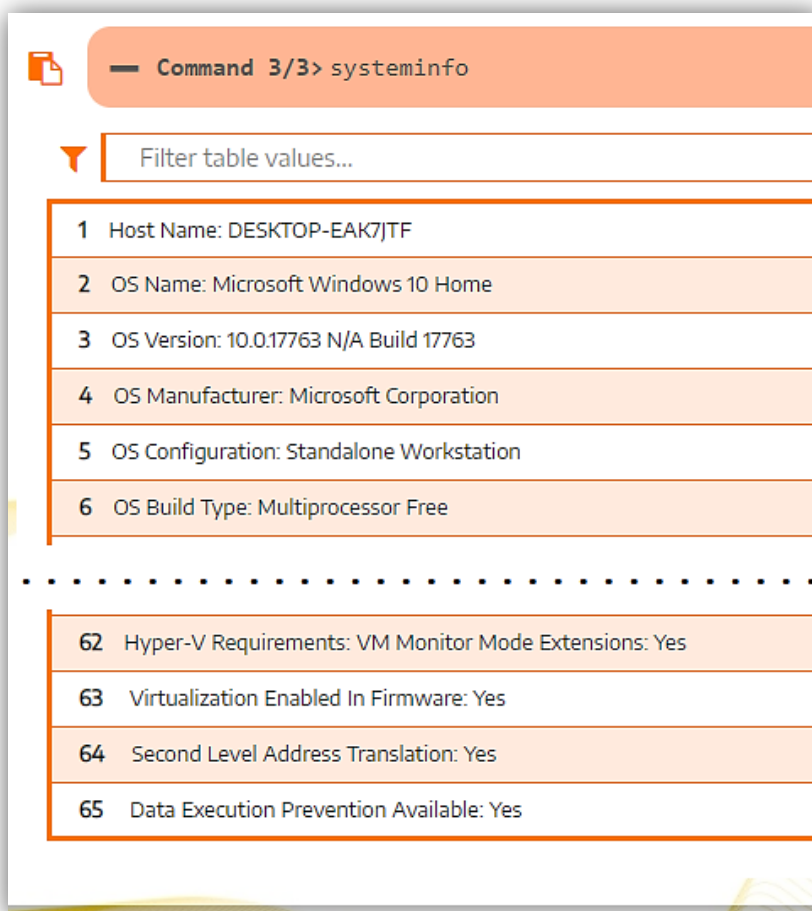 Command 3/3> systeminfo
Filter table values...
1 Host Name: DESKTOP-EAK7JTF
2 OS Name: Microsoft Windows 10 Home
3 OS Version: 10.0.17763 N/A Build 17763
4 OS Manufacturer: Microsoft Corporation
5 OS Configuration: Standalone Workstation
6 OS Build Type: Multiprocessor Free
62 Hyper-V Requirements: VM Monitor Mode Extensions: Yes
63 Virtualization Enabled In Firmware: Yes
64 Second Level Address Translation: Yes
65 Data Execution Prevention Available: Yes